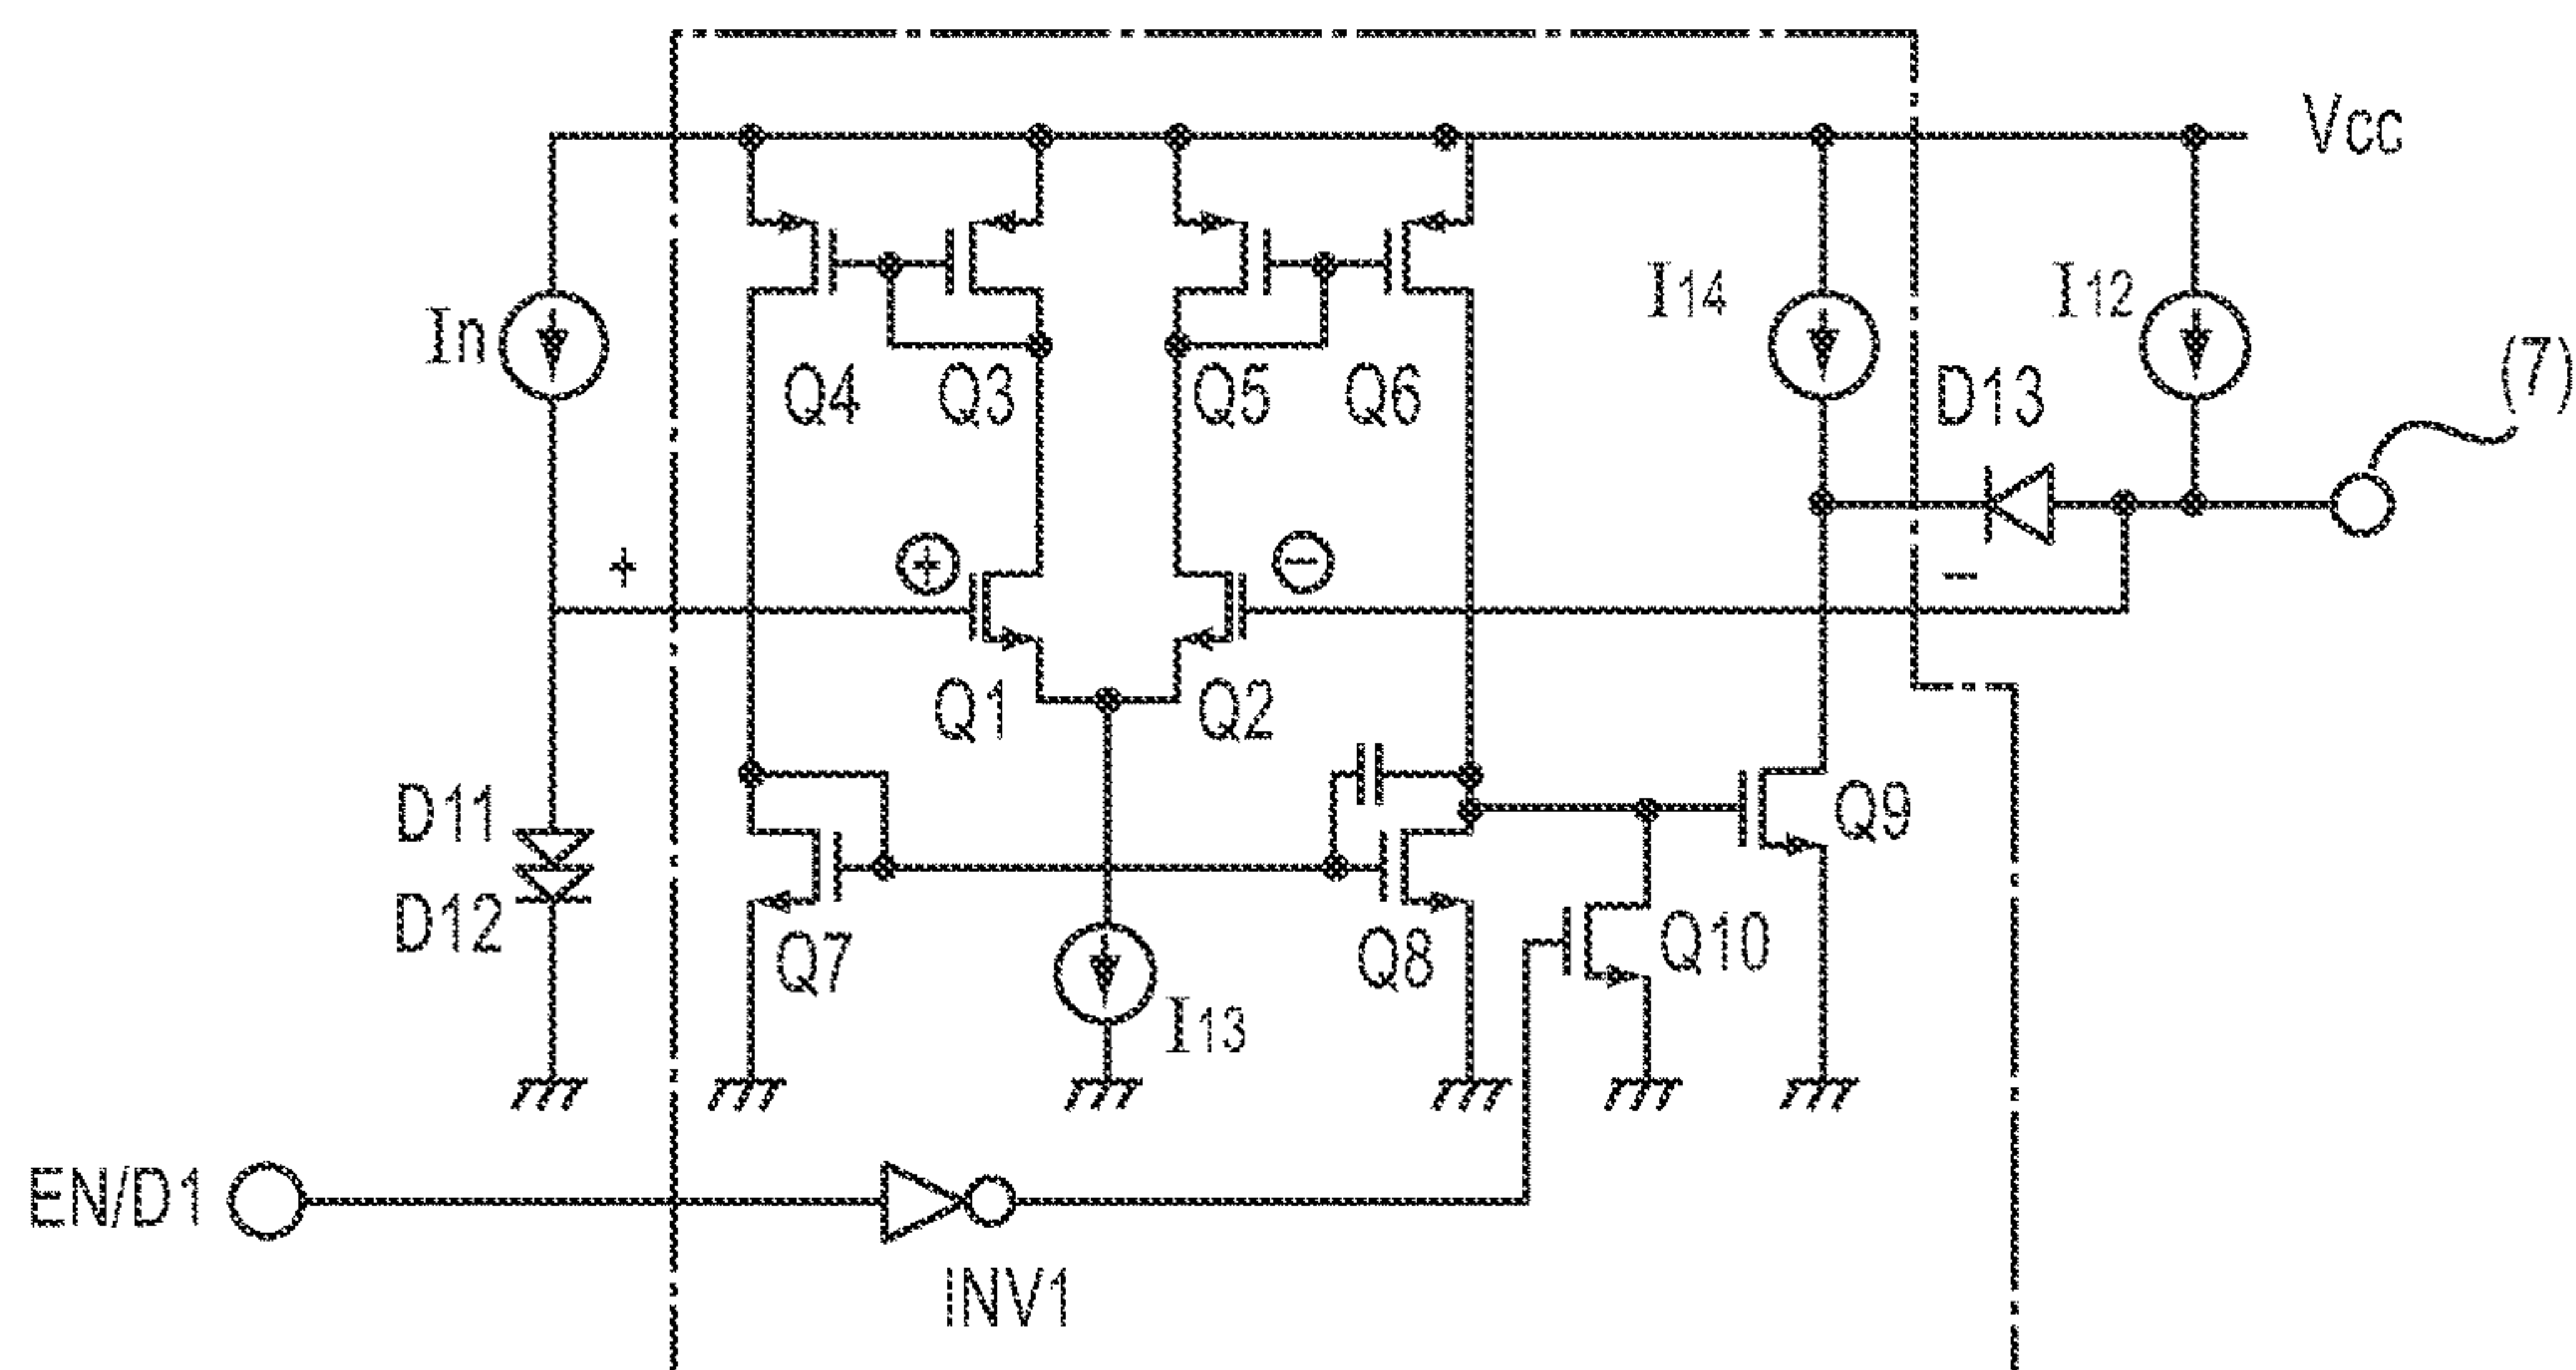 Vcc
In
I14
I12
(7)
Q4
Q3
Q5
Q6
D13
+
+
−
−
Q1
Q2
D11
D12
Q7
I13
Q8
Q10
Q9
EN/D1
INV1